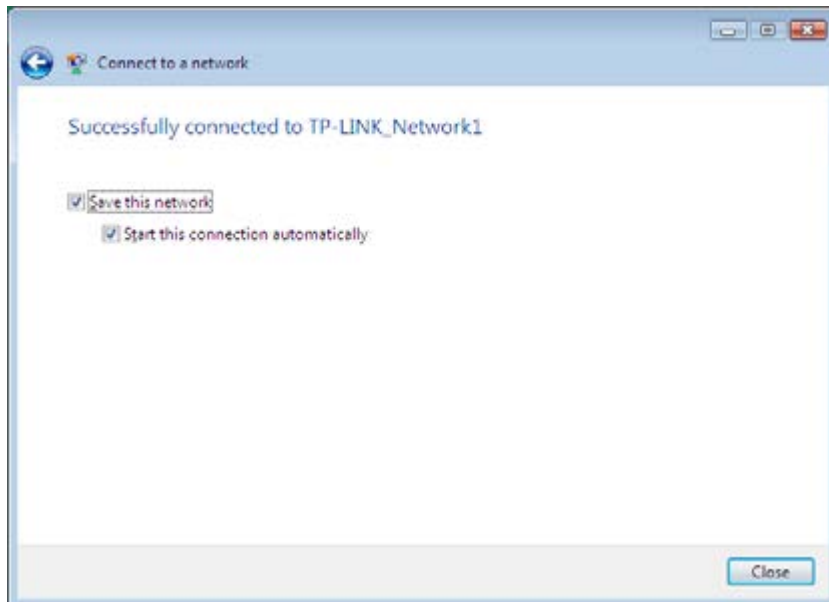 Connect to a network
Successfully connected to TP-LINK_Network1
Save this network
Start this connection automatically
Close